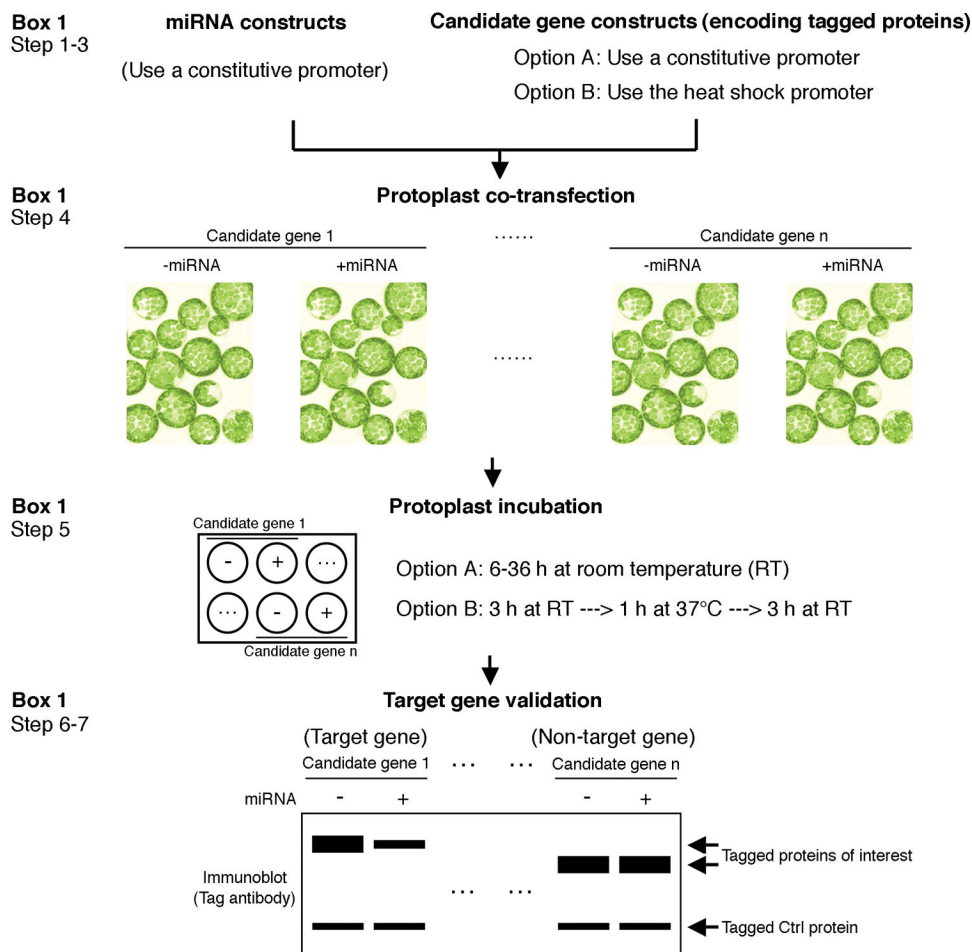 Box 1
Step 1-3
miRNA constructs
(Use a constitutive promoter)
Candidate gene constructs (encoding tagged proteins)
Option A: Use a constitutive promoter
Option B: Use the heat shock promoter
Box 1
Step 4
Protoplast co-transfection
Candidate gene 1
......
Candidate gene n
-miRNA
+miRNA
-miRNA
+miRNA
......
Box 1
Step 5
Protoplast incubation
Candidate gene 1
- + ...
... - +
Candidate gene n
Option A: 6-36 h at room temperature (RT)
Option B: 3 h at RT ---> 1 h at 37°C ---> 3 h at RT
Box 1
Step 6-7
Target gene validation
(Target gene)
(Non-target gene)
Candidate gene 1
... ...
Candidate gene n
miRNA - + - +
Immunoblot
(Tag antibody)
... ...
Tagged proteins of interest
Tagged Ctrl protein